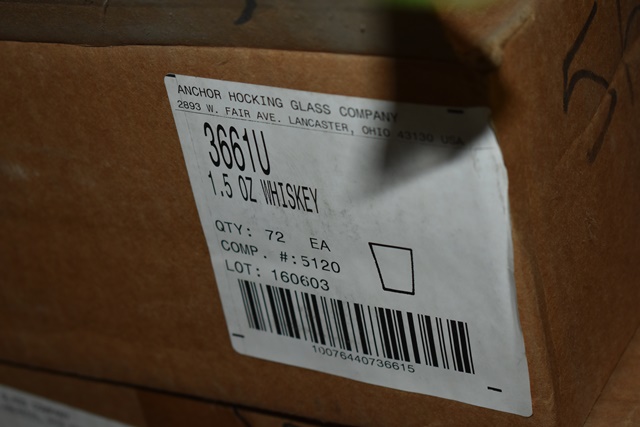 ANCHOR HOCKING GLASS COMPANY
2893 W. FAIR AVE. LANCASTER, OHIO 43130 USA
3661U
1.5 OZ WHISKEY
QTY: 72 EA
COMP. #:5120
LOT: 160603
10076440736615
5